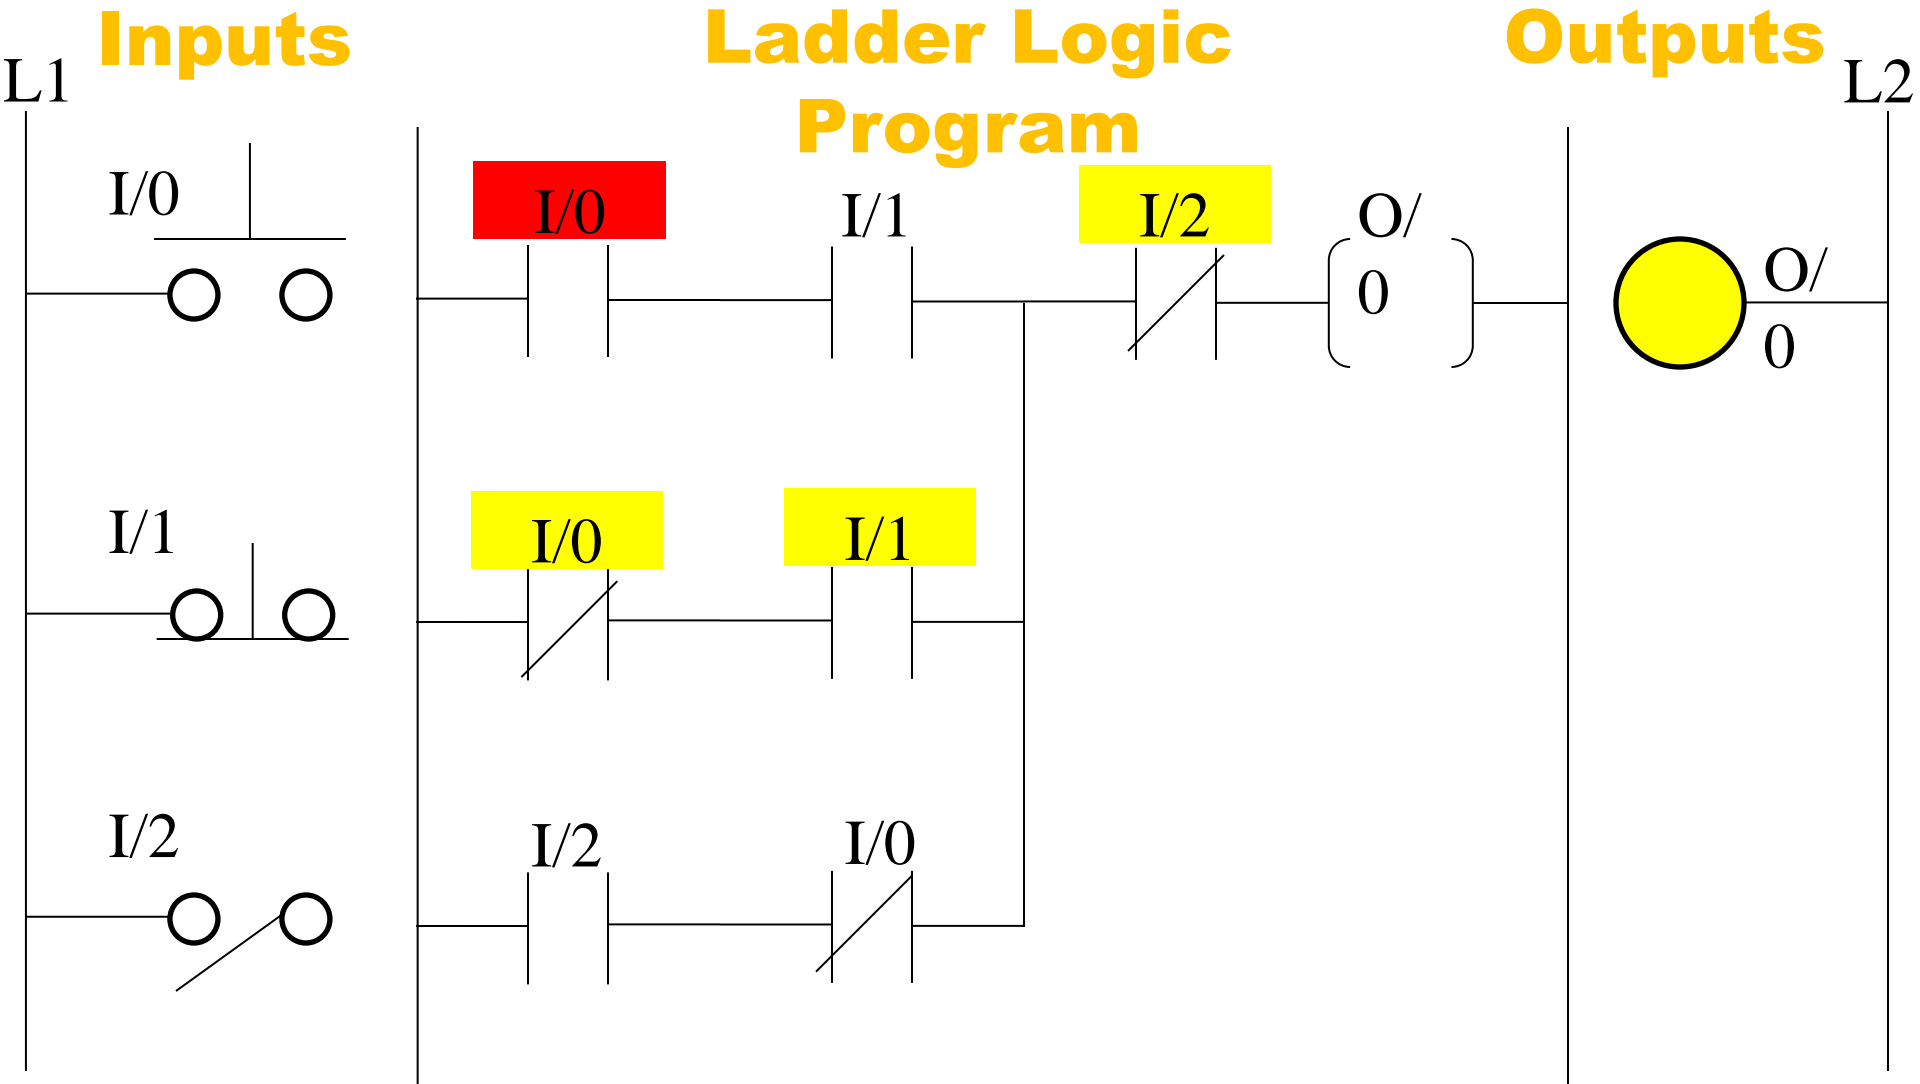 Inputs
Ladder Logic
Program
Outputs
L1
L2
I/0
I/0
I/1
I/2
O/
0
O/
0
I/1
I/0
I/1
I/2
I/2
I/0